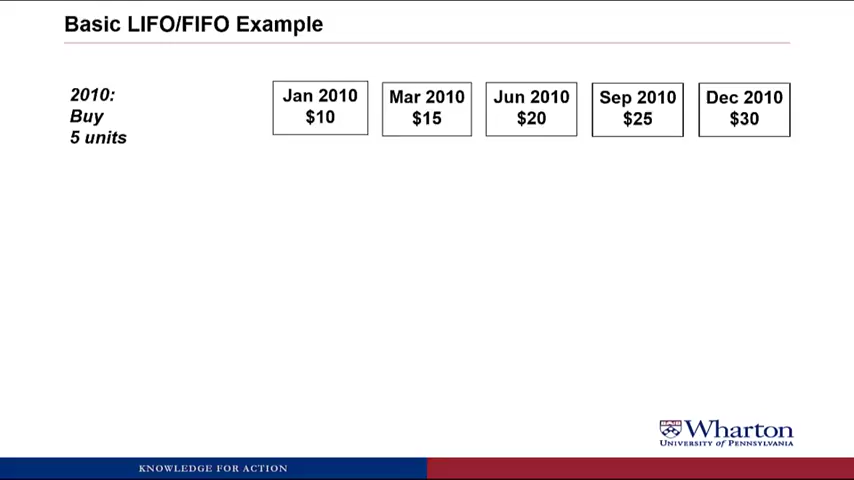 Basic LIFO/FIFO Example
2010:
Buy
5 units
Jan 2010
$10
Mar 2010
$15
Jun 2010
$20
Sep 2010
$25
Dec 2010
$30
Wharton
UNIVERSITY OF PENNSYLVANIA
KNOWLEDGE FOR ACTION